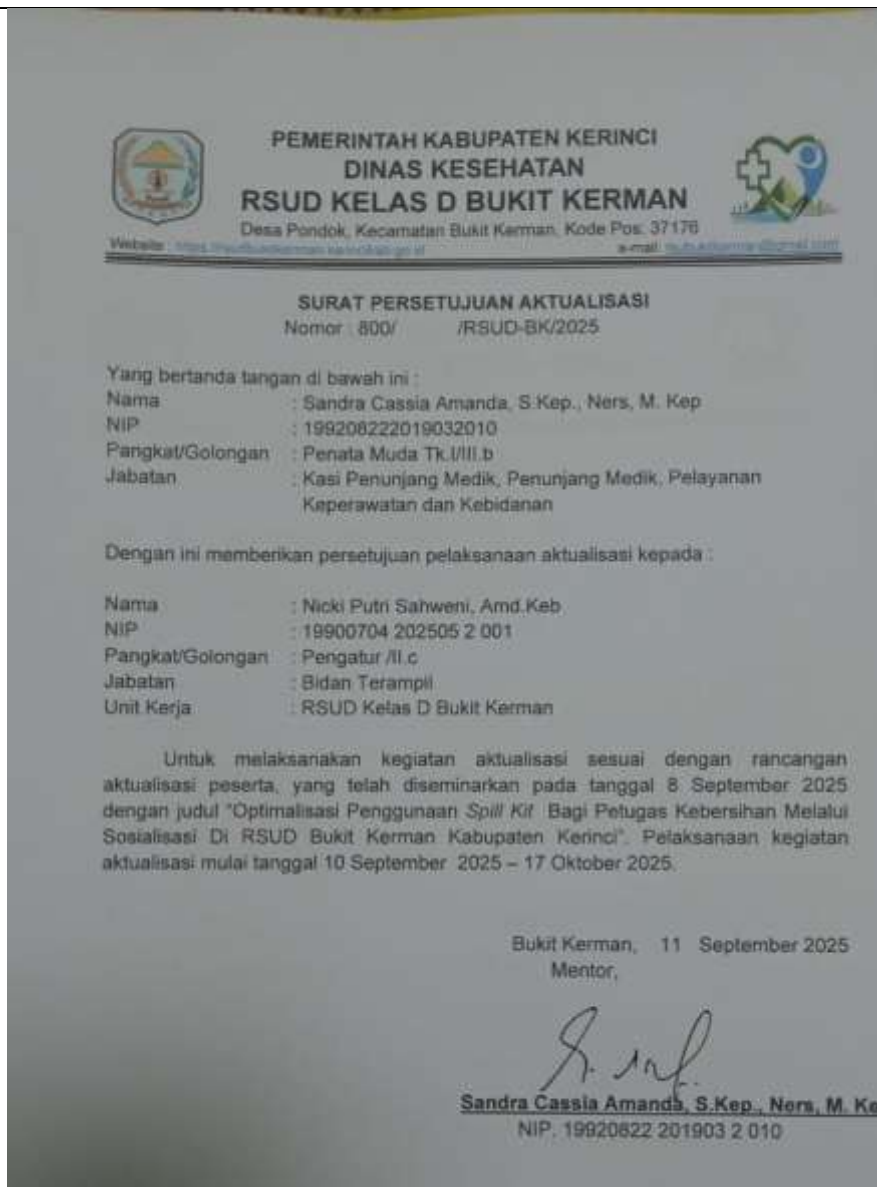 PEMERINTAH KABUPATEN KERINCI
DINAS KESEHATAN
RSUD KELAS D BUKIT KERMAN
Desa Pondok, Kecamatan Bukit Kerman, Kode Pos: 37176
Website : e-mail:
SURAT PERSETUJUAN AKTUALISASI
Nomor : 800/ /RSUD-BK/2025
Yang bertanda tangan di bawah ini :
Nama : Sandra Cassia Amanda, S.Kep., Ners, M. Kep
NIP : 199208222019032010
Pangkat/Golongan : Penata Muda Tk.I/III.b
Jabatan : Kasi Penunjang Medik, Penunjang Medik, Pelayanan
Keperawatan dan Kebidanan
Dengan ini memberikan persetujuan pelaksanaan aktualisasi kepada :
Nama : Nicki Putri Sahweni, Amd.Keb
NIP : 19900704 202505 2 001
Pangkat/Golongan : Pengatur /II.c
Jabatan : Bidan Terampil
Unit Kerja : RSUD Kelas D Bukit Kerman
Untuk melaksanakan kegiatan aktualisasi sesuai dengan rancangan
aktualisasi peserta, yang telah diseminarkan pada tanggal 8 September 2025
dengan judul "Optimalisasi Penggunaan Spill Kit Bagi Petugas Kebersihan Melalui
Sosialisasi Di RSUD Bukit Kerman Kabupaten Kerinci". Pelaksanaan kegiatan
aktualisasi mulai tanggal 10 September 2025 – 17 Oktober 2025.
Bukit Kerman, 11 September 2025
Mentor,
Sandra Cassia Amanda, S.Kep., Ners, M. Ke
NIP. 19920822 201903 2 010